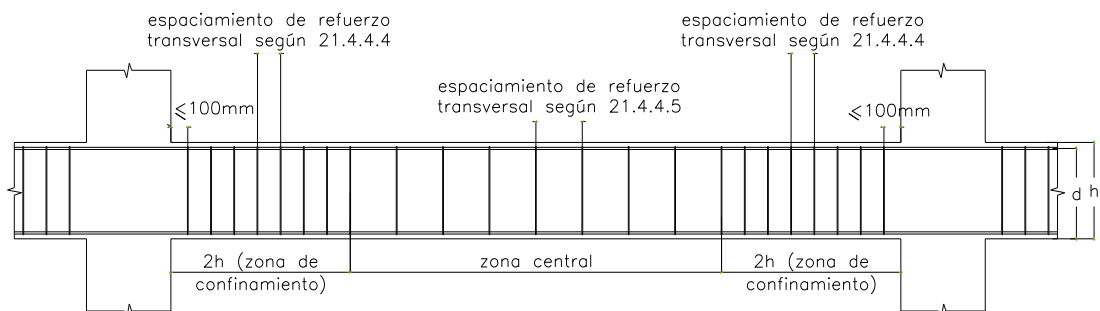 espaciamiento de refuerzo
transversal según 21.4.4.4
espaciamiento de refuerzo
transversal según 21.4.4.4
espaciamiento de refuerzo
transversal según 21.4.4.5
⩽100mm
⩽100mm
d
h
2h (zona de
confinamiento)
zona central
2h (zona de
confinamiento)